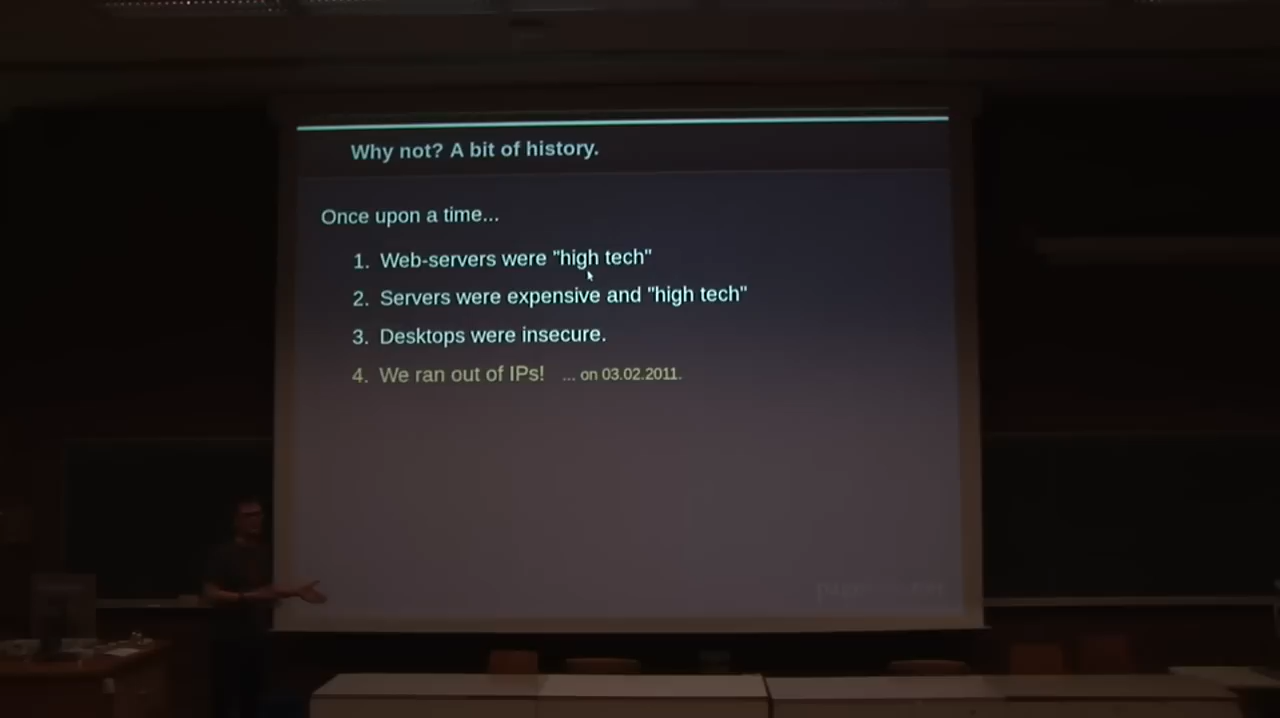 Why not? A bit of history.
Once upon a time...
1. Web-servers were "high tech"
2. Servers were expensive and "high tech"
3. Desktops were insecure.
4. We ran out of IPs! ... on 03.02.2011.